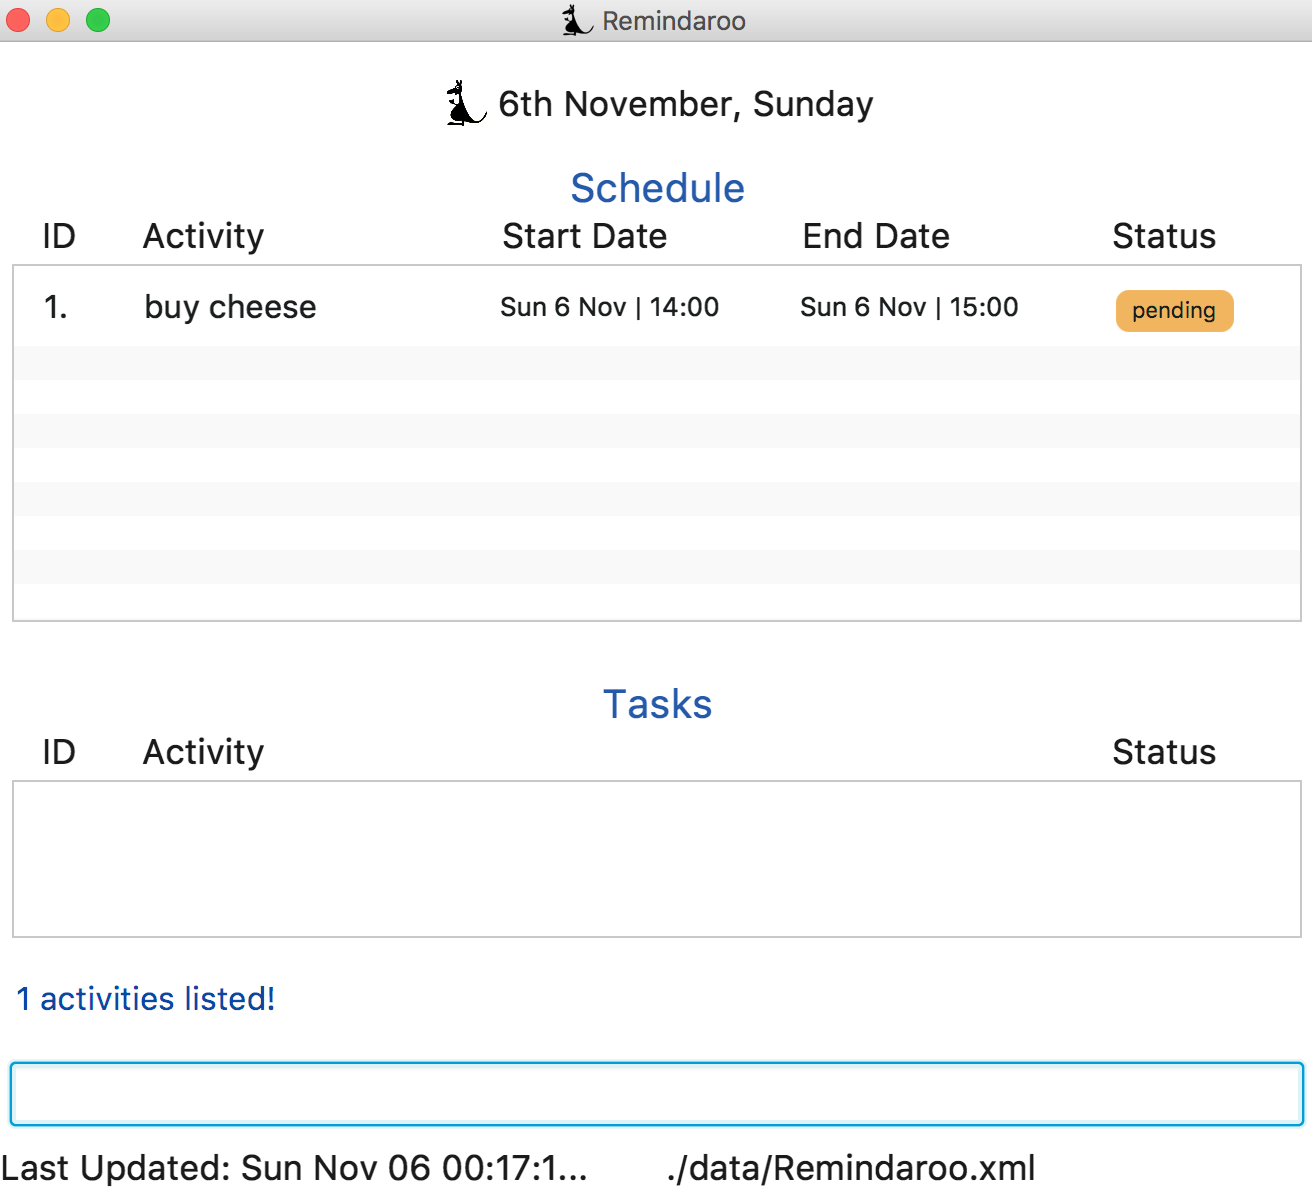 Remindaroo
6th November, Sunday
Schedule
ID Activity Start Date End Date Status
1. buy cheese Sun 6 Nov | 14:00 Sun 6 Nov | 15:00 pending
Tasks
ID Activity Status
1 activities listed!
Last Updated: Sun Nov 06 00:17:1... ./data/Remindaroo.xml